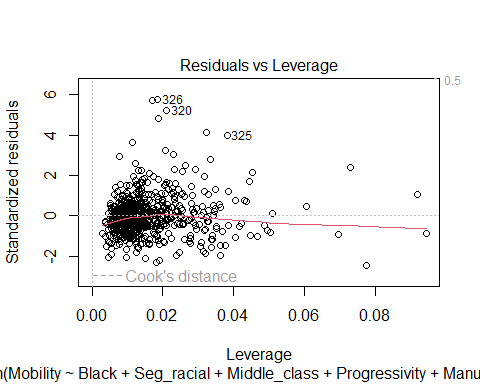 Residuals vs Leverage
Standardized residuals
6
4
2
0
-2
326
320
325
0.5
Cook's distance
0.00 0.02 0.04 0.06 0.08
Leverage
(Mobility ~ Black + Seg_racial + Middle_class + Progressivity +